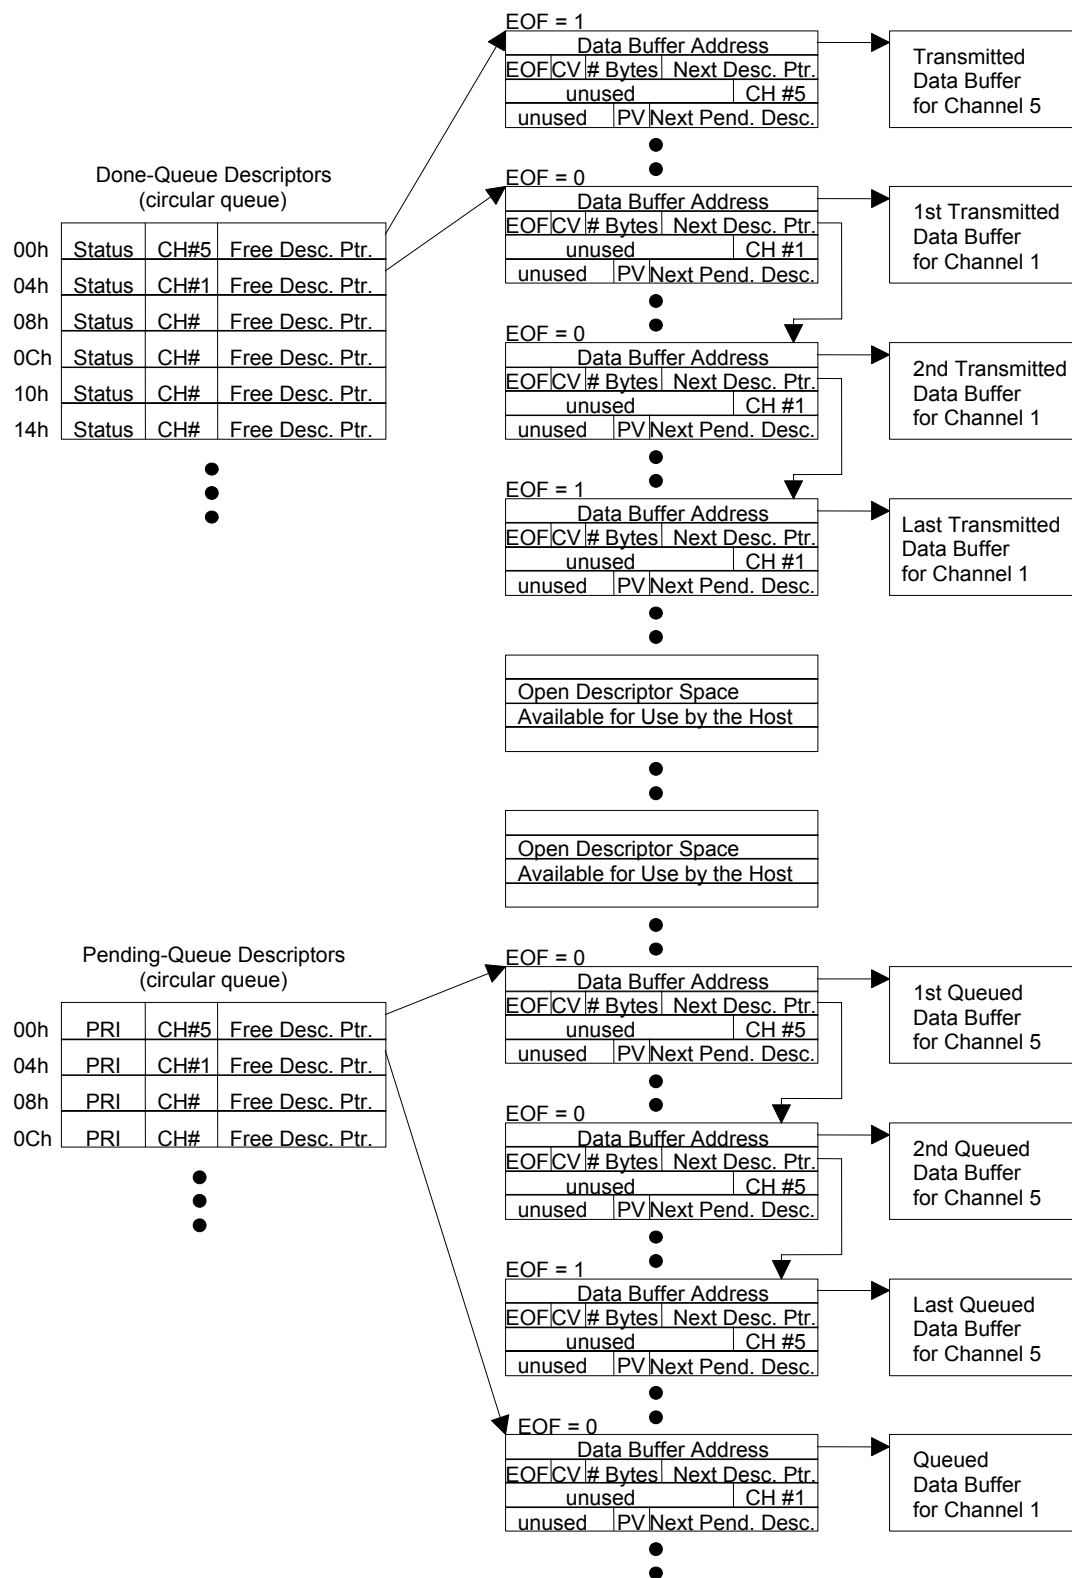 EOF = 1
Data Buffer Address
EOF CV # Bytes Next Desc. Ptr.
unused CH #5
unused PV Next Pend. Desc.
Transmitted
Data Buffer
for Channel 5
Done-Queue Descriptors
(circular queue)
00h Status CH#5 Free Desc. Ptr.
04h Status CH#1 Free Desc. Ptr.
08h Status CH# Free Desc. Ptr.
0Ch Status CH# Free Desc. Ptr.
10h Status CH# Free Desc. Ptr.
14h Status CH# Free Desc. Ptr.
EOF = 0
Data Buffer Address
EOF CV # Bytes Next Desc. Ptr.
unused CH #1
unused PV Next Pend. Desc.
1st Transmitted
Data Buffer
for Channel 1
EOF = 0
Data Buffer Address
EOF CV # Bytes Next Desc. Ptr.
unused CH #1
unused PV Next Pend. Desc.
2nd Transmitted
Data Buffer
for Channel 1
EOF = 1
Data Buffer Address
EOF CV # Bytes Next Desc. Ptr.
unused CH #1
unused PV Next Pend. Desc.
Last Transmitted
Data Buffer
for Channel 1
Open Descriptor Space
Available for Use by the Host
Open Descriptor Space
Available for Use by the Host
Pending-Queue Descriptors
(circular queue)
00h PRI CH#5 Free Desc. Ptr.
04h PRI CH#1 Free Desc. Ptr.
08h PRI CH# Free Desc. Ptr.
0Ch PRI CH# Free Desc. Ptr.
EOF = 0
Data Buffer Address
EOF CV # Bytes Next Desc. Ptr.
unused CH #5
unused PV Next Pend. Desc.
1st Queued
Data Buffer
for Channel 5
EOF = 0
Data Buffer Address
EOF CV # Bytes Next Desc. Ptr.
unused CH #5
unused PV Next Pend. Desc.
2nd Queued
Data Buffer
for Channel 5
EOF = 1
Data Buffer Address
EOF CV # Bytes Next Desc. Ptr.
unused CH #5
unused PV Next Pend. Desc.
Last Queued
Data Buffer
for Channel 5
EOF = 0
Data Buffer Address
EOF CV # Bytes Next Desc. Ptr.
unused CH #1
unused PV Next Pend. Desc.
Queued
Data Buffer
for Channel 1